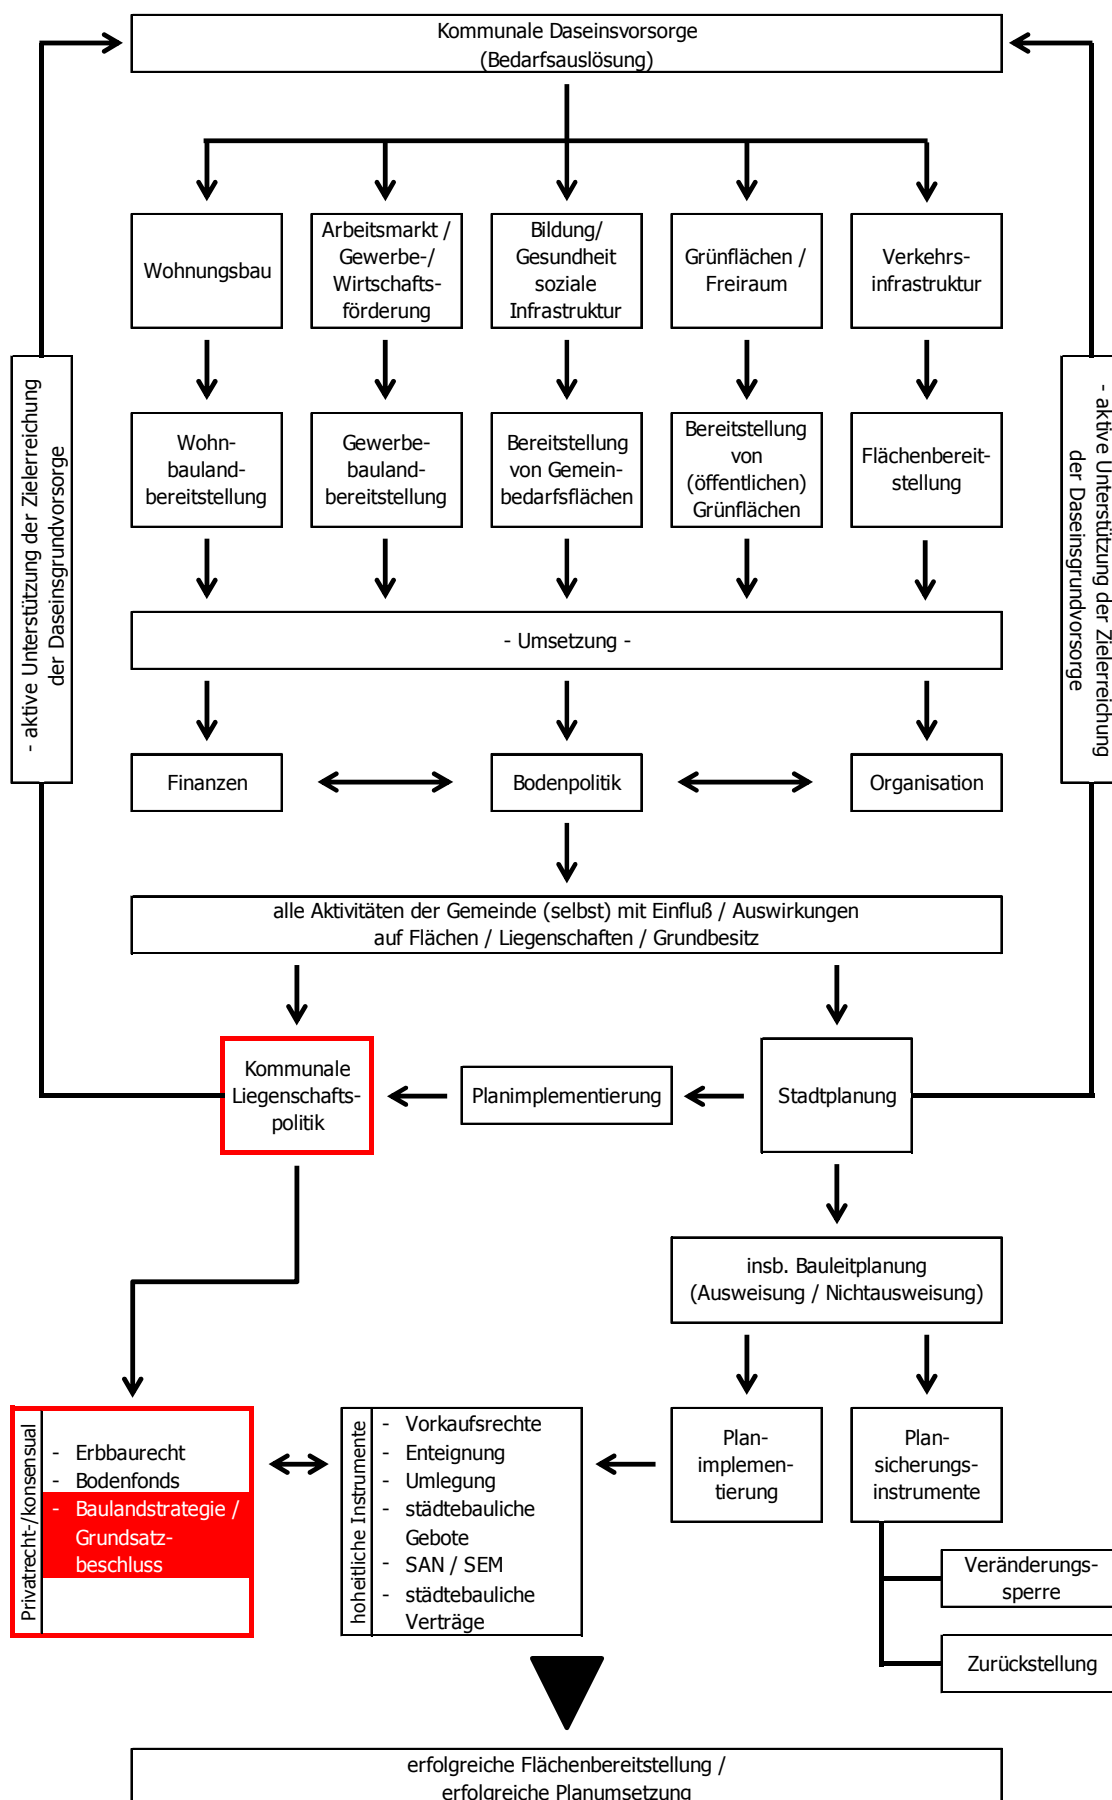 Kommunale Daseinsvorsorge
(Bedarfsauslösung)
Wohnungsbau
Arbeitsmarkt /
Gewerbe-/
Wirtschafts-
förderung
Bildung/
Gesundheit
soziale
Infrastruktur
Grünflächen /
Freiraum
Verkehrs-
infrastruktur
- aktive Unterstützung der Zielerreichung
der Daseinsgrundvorsorge
- aktive Unterstützung der Zielerreichung
der Daseinsgrundvorsorge
Wohn-
bauland-
bereitstellung
Gewerbe-
bauland-
bereitstellung
Bereitstellung
von Gemein-
bedarfsflächen
Bereitstellung
von
(öffentlichen)
Grünflächen
Flächenbereit-
stellung
- Umsetzung -
Finanzen
Bodenpolitik
Organisation
alle Aktivitäten der Gemeinde (selbst) mit Einfluß / Auswirkungen
auf Flächen / Liegenschaften / Grundbesitz
Kommunale
Liegenschafts-
politik
Planimplementierung
Stadtplanung
insb. Bauleitplanung
(Ausweisung / Nichtausweisung)
Privatrecht-/konsensual
- Erbbaurecht
- Bodenfonds
- Baulandstrategie /
Grundsatz-
beschluss
hoheitliche Instrumente
- Vorkaufsrechte
- Enteignung
- Umlegung
- städtebauliche
Gebote
- SAN / SEM
- städtebauliche
Verträge
Plan-
implemen-
tierung
Plan-
sicherungs-
instrumente
Veränderungs-
sperre
Zurückstellung
erfolgreiche Flächenbereitstellung /
erfolgreiche Planumsetzung